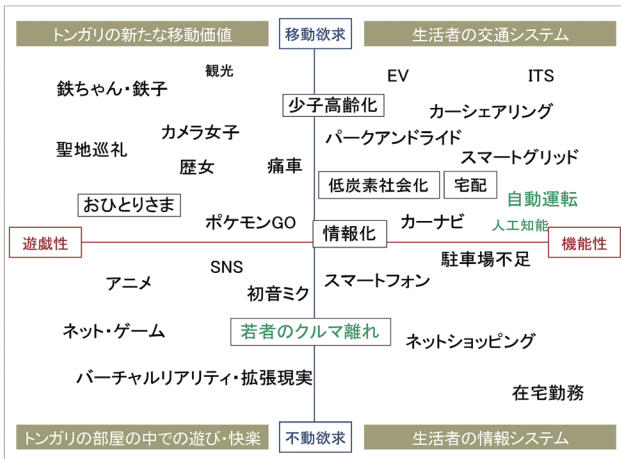 トンガリの新たな移動価値
移動欲求
生活者の交通システム
観光
EV
ITS
鉄ちゃん・鉄子
少子高齢化
カーシェアリング
カメラ女子
パークアンドライド
聖地巡礼
歴女
痛車
スマートグリッド
低炭素社会化
宅配
自動運転
おひとりさま
ポケモンGO
情報化
カーナビ
人工知能
遊戯性
機能性
駐車場不足
SNS
アニメ
初音ミク
スマートフォン
ネット・ゲーム
若者のクルマ離れ
ネットショッピング
バーチャルリアリティ・拡張現実
在宅勤務
トンガリの部屋の中での遊び・快楽
不動欲求
生活者の情報システム